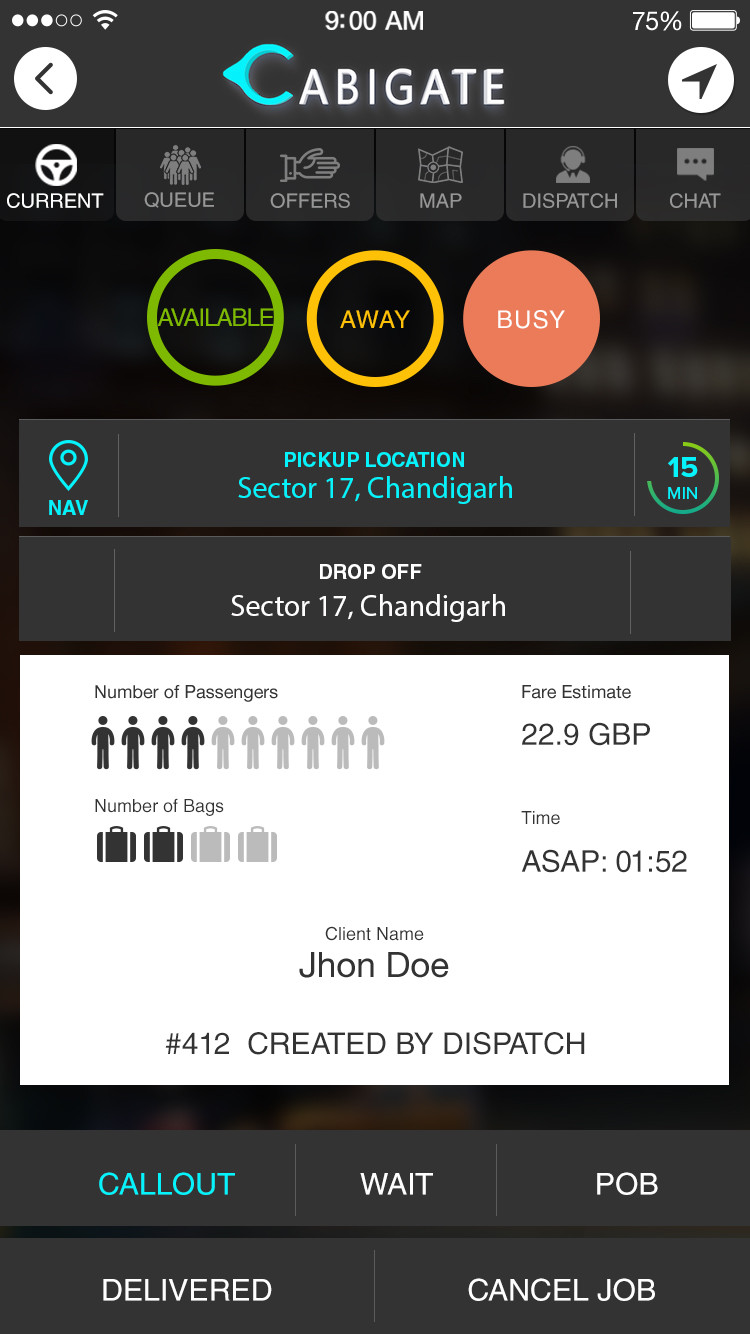 9:00 AM
75%
CABIGATE
CURRENT
QUEUE
OFFERS
MAP
DISPATCH
CHAT
AVAILABLE
AWAY
BUSY
PICKUP LOCATION
Sector 17, Chandigarh
NAV
15
MIN
DROP OFF
Sector 17, Chandigarh
Number of Passengers
Fare Estimate
22.9 GBP
Number of Bags
Time
ASAP: 01:52
Client Name
Jhon Doe
#412 CREATED BY DISPATCH
CALLOUT
WAIT
POB
DELIVERED
CANCEL JOB